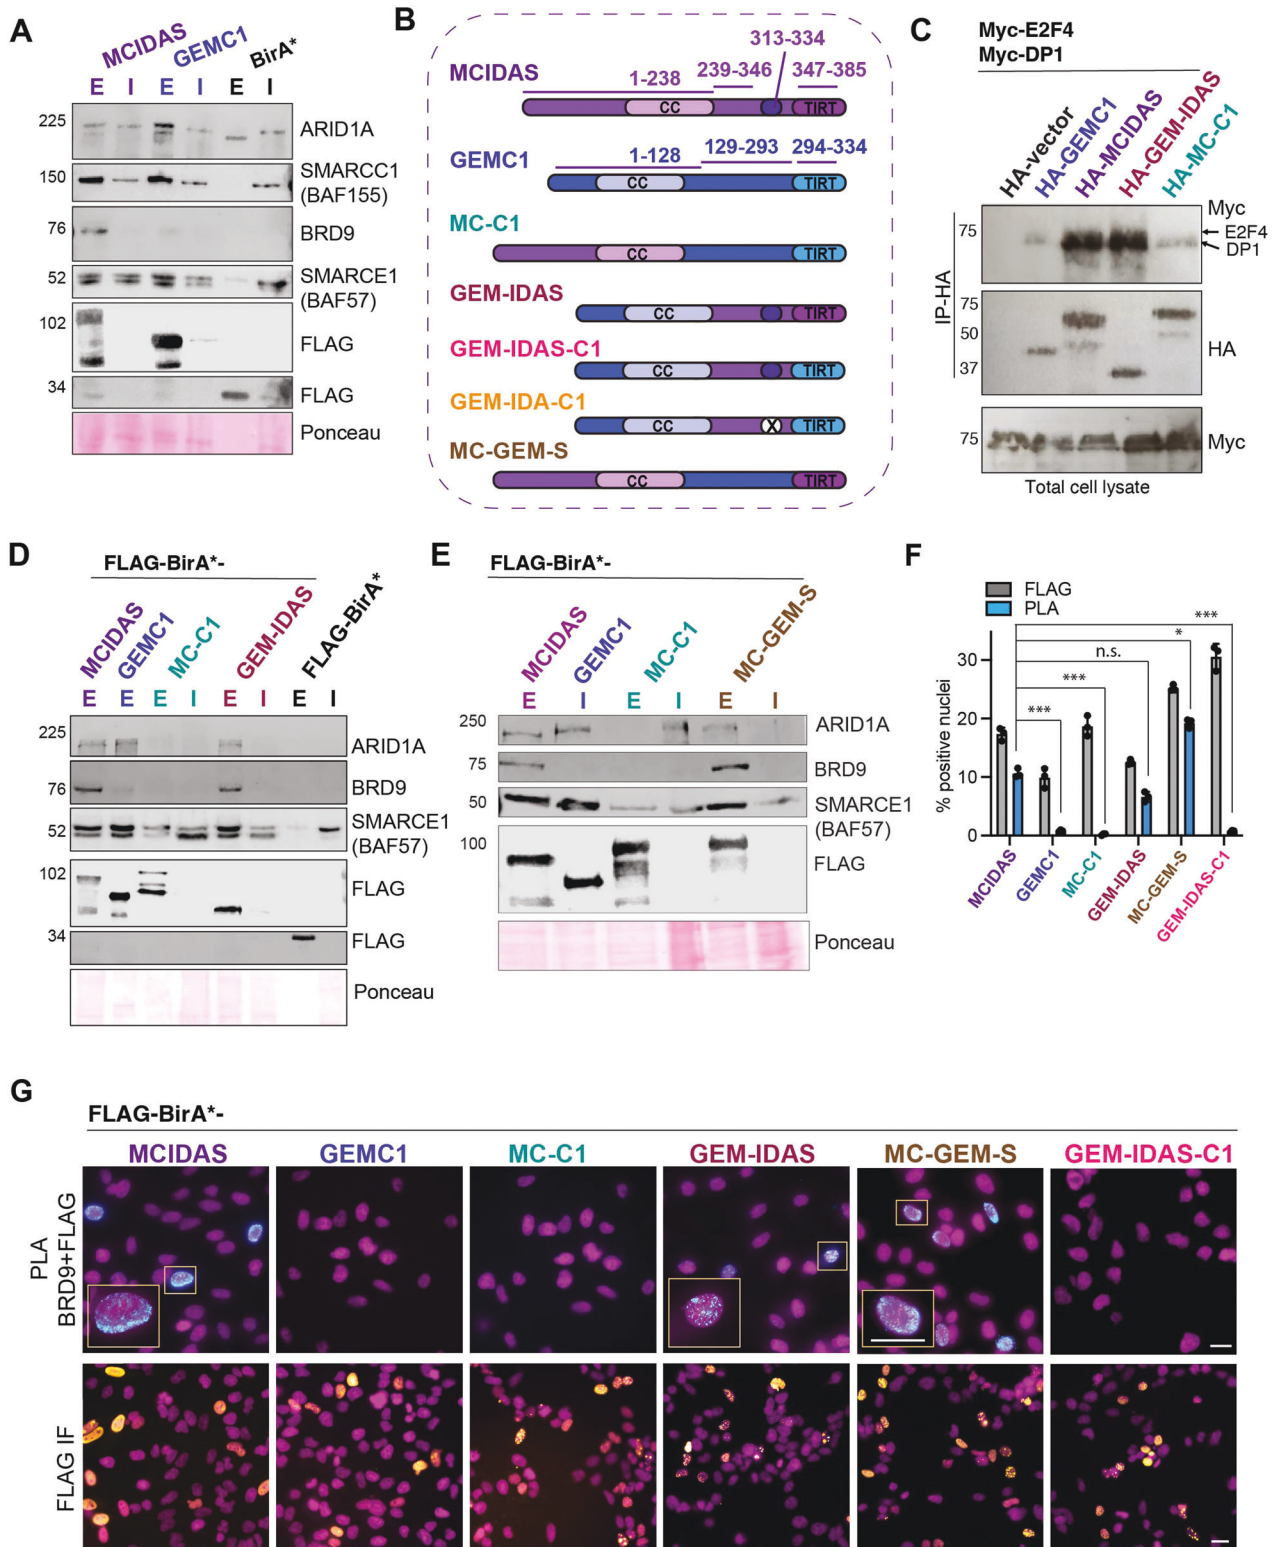 A
MCIDAS
GEMC1
BirA*
E I E I E I
225
ARID1A
150
SMARCC1
(BAF155)
76
BRD9
52
SMARCE1
(BAF57)
102
FLAG
34
FLAG
Ponceau
B
313-334
MCIDAS
1-238
239-346
347-385
CC
TIRT
GEMC1
1-128
129-293
294-334
CC
TIRT
MC-C1
CC
TIRT
GEM-IDAS
CC
TIRT
GEM-IDAS-C1
CC
TIRT
GEM-IDA-C1
CC
X
TIRT
MC-GEM-S
CC
TIRT
C
Myc-E2F4
Myc-DP1
HA-vector
HA-GEMC1
HA-MCIDAS
HA-GEM-IDAS
HA-MC-C1
IP-HA
Myc
75
E2F4
DP1
75
50
37
HA
75
Myc
Total cell lysate
D
FLAG-BirA*-
MCIDAS
GEMC1
MC-C1
GEM-IDAS
FLAG-BirA*
E E E I E I E I
225
ARID1A
76
BRD9
52
SMARCE1
(BAF57)
102
FLAG
34
FLAG
Ponceau
E
FLAG-BirA*-
MCIDAS
GEMC1
MC-C1
MC-GEM-S
E I E I E I
250
ARID1A
75
BRD9
50
SMARCE1
(BAF57)
100
FLAG
Ponceau
F
FLAG
PLA
***
*
n.s.
***
***
% positive nuclei
30
20
10
0
MCIDAS
GEMC1
MC-C1
GEM-IDAS
MC-GEM-S
GEM-IDAS-C1
G
FLAG-BirA*-
MCIDAS
GEMC1
MC-C1
GEM-IDAS
MC-GEM-S
GEM-IDAS-C1
PLA
BRD9+FLAG
FLAG IF